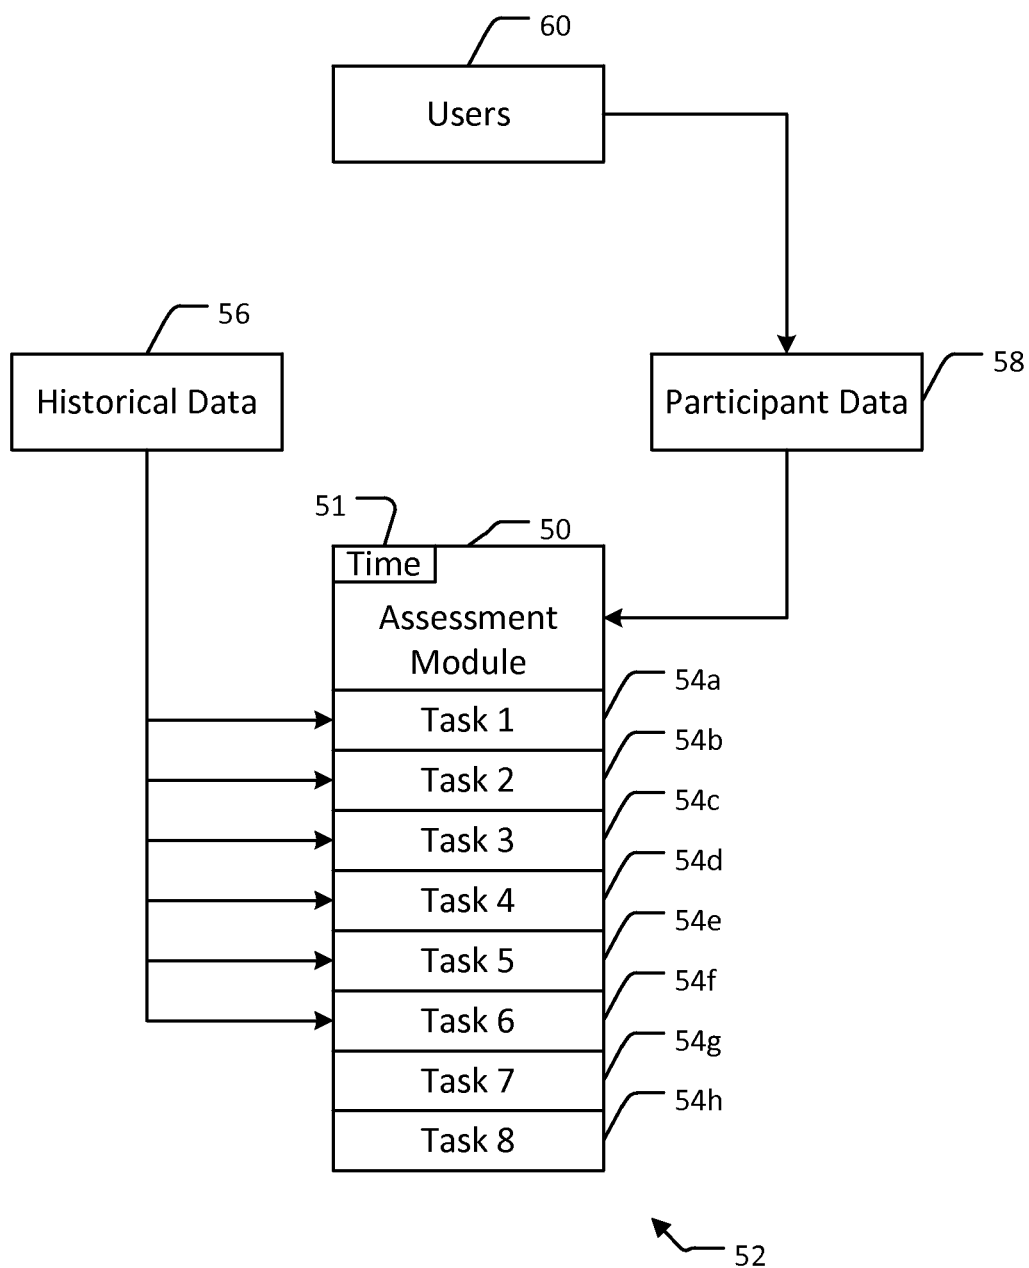 60
Users
56
Historical Data
58
Participant Data
51
50
Time
Assessment
Module
54a
Task 1
54b
Task 2
54c
Task 3
54d
Task 4
54e
Task 5
54f
Task 6
54g
Task 7
54h
Task 8
52